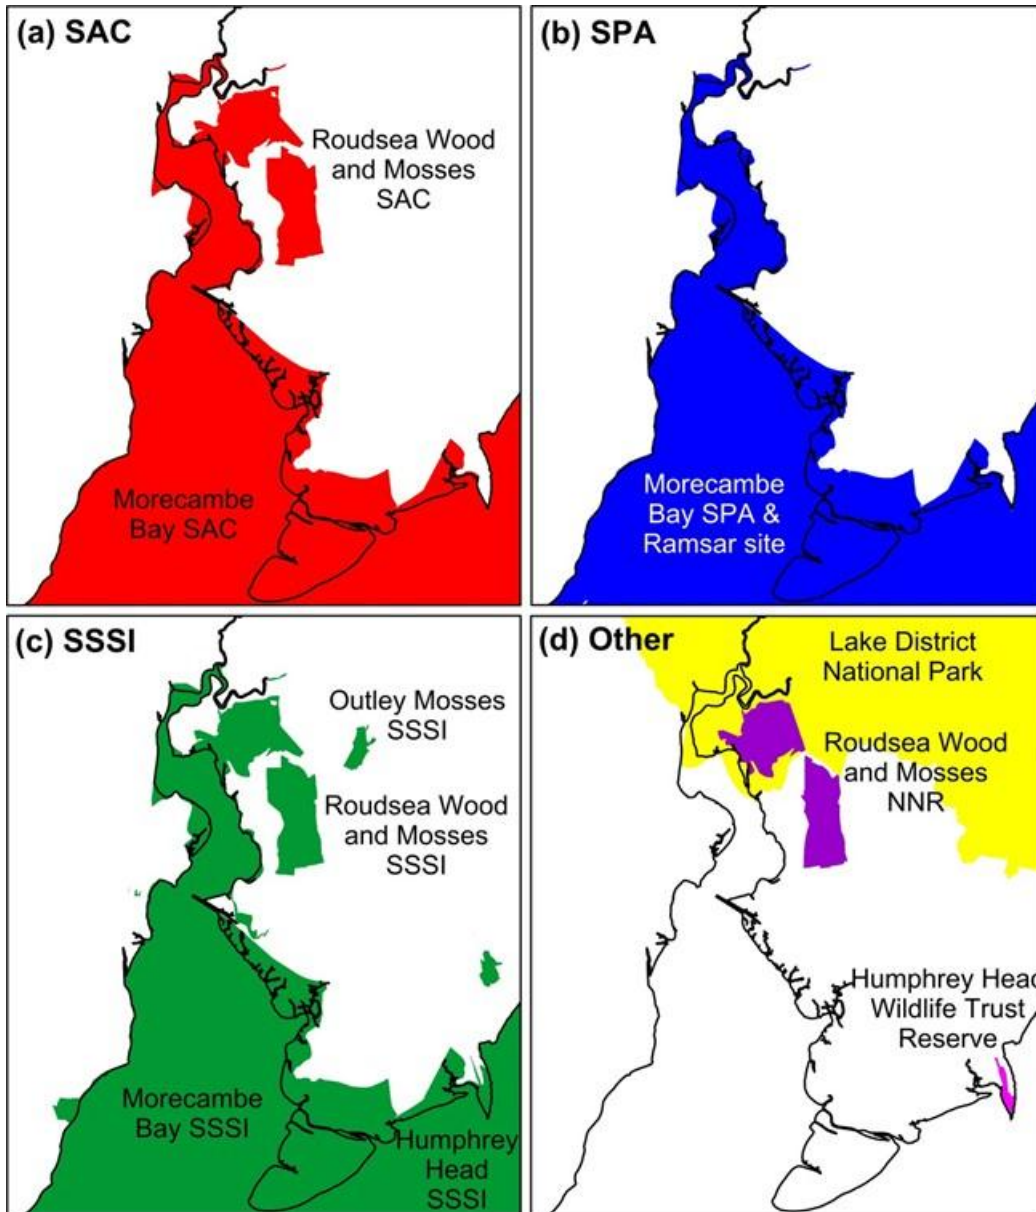 (a) SAC
Roudsea Wood
and Mosses
SAC
Morecambe
Bay SAC
(b) SPA
Morecambe
Bay SPA &
Ramsar site
(c) SSSI
Outley Mosses
SSSI
Roudsea Wood
and Mosses
SSSI
Morecambe
Bay SSSI
Humphrey
Head
SSSI
(d) Other
Lake District
National Park
Roudsea Wood
and Mosses
NNR
Humphrey Head
Wildlife Trust
Reserve